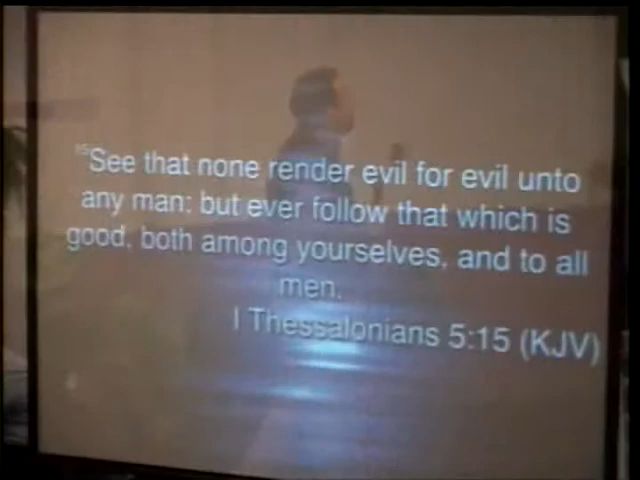 15See that none render evil for evil unto
any man: but ever follow that which is
good, both among yourselves, and to all
men.
I Thessalonians 5:15 (KJV)